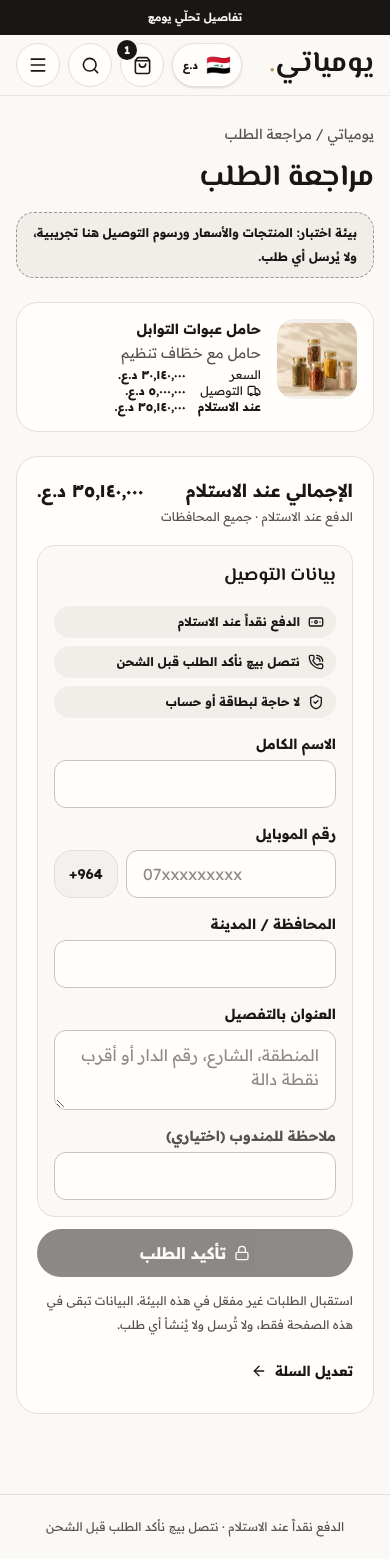 تفاصيل تحلّي يومچ
يومياتي.
د.ع
1
يومياتي / مراجعة الطلب
مراجعة الطلب
بيئة اختبار: المنتجات والأسعار ورسوم التوصيل هنا تجريبية،
ولا يُرسل أي طلب.
حامل عبوات التوابل
حامل مع خطّاف تنظيم
السعر ٣٠,١٤٠,٠٠٠ د.ع.
التوصيل ٥,٠٠٠,٠٠٠ د.ع.
عند الاستلام ٣٥,١٤٠,٠٠٠ د.ع.
الإجمالي عند الاستلام ٣٥,١٤٠,٠٠٠ د.ع.
الدفع عند الاستلام · جميع المحافظات
بيانات التوصيل
الدفع نقداً عند الاستلام
نتصل بيچ نأكد الطلب قبل الشحن
لا حاجة لبطاقة أو حساب
الاسم الكامل
رقم الموبايل
07xxxxxxxxx
+964
المحافظة / المدينة
العنوان بالتفصيل
المنطقة، الشارع، رقم الدار أو أقرب
نقطة دالة
ملاحظة للمندوب (اختياري)
تأكيد الطلب
استقبال الطلبات غير مفعّل في هذه البيئة. البيانات تبقى في
هذه الصفحة فقط، ولا تُرسل ولا يُنشأ أي طلب.
تعديل السلة
الدفع نقداً عند الاستلام · نتصل بيچ نأكد الطلب قبل الشحن